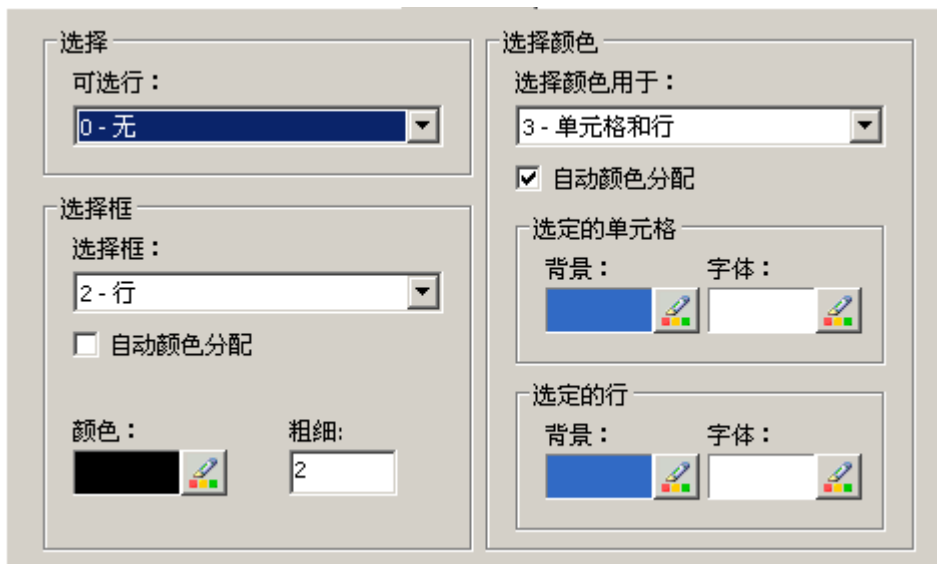 选择
可选行：
0 - 无
选择框
选择框：
2 - 行
自动颜色分配
颜色：
粗细:
2
选择颜色
选择颜色用于：
3 - 单元格和行
自动颜色分配
选定的单元格
背景：
字体：
选定的行
背景：
字体：